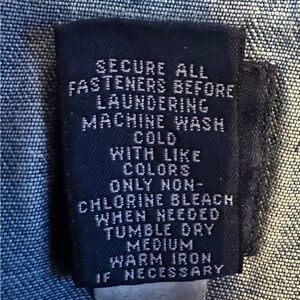 SECURE ALL
FASTENERS BEFORE
LAUNDERING
MACHINE WASH
COLD
WITH LIKE
COLORS
ONLY NON-
CHLORINE BLEACH
WHEN NEEDED
TUMBLE DRY
MEDIUM
WARM IRON
IF NECESSARY